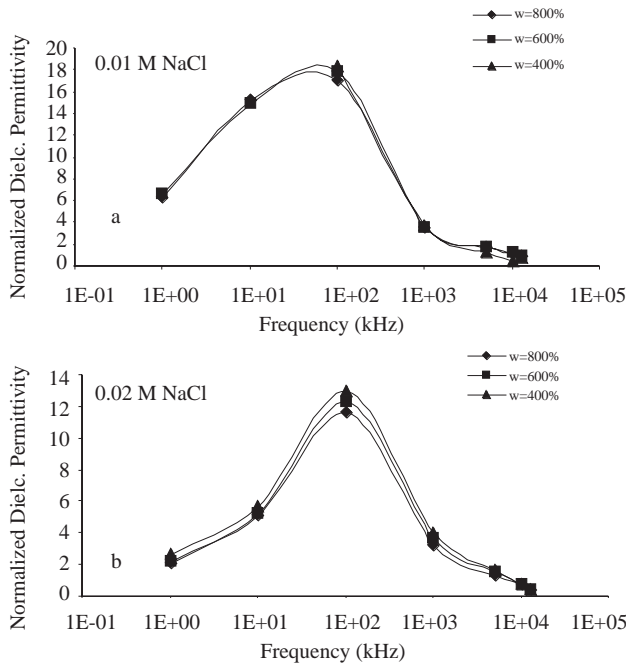 w=800%
w=600%
w=400%
0.01 M NaCl
Normalized Dielc. Permittivity
20
18
16
14
12
10
8
6
4
2
0
a
1E-01 1E+00 1E+01 1E+02 1E+03 1E+04 1E+05
Frequency (kHz)
w=800%
w=600%
w=400%
0.02 M NaCl
Normalized Dielc. Permittivity
14
12
10
8
6
4
2
0
b
1E-01 1E+00 1E+01 1E+02 1E+03 1E+04 1E+05
Frequency (kHz)